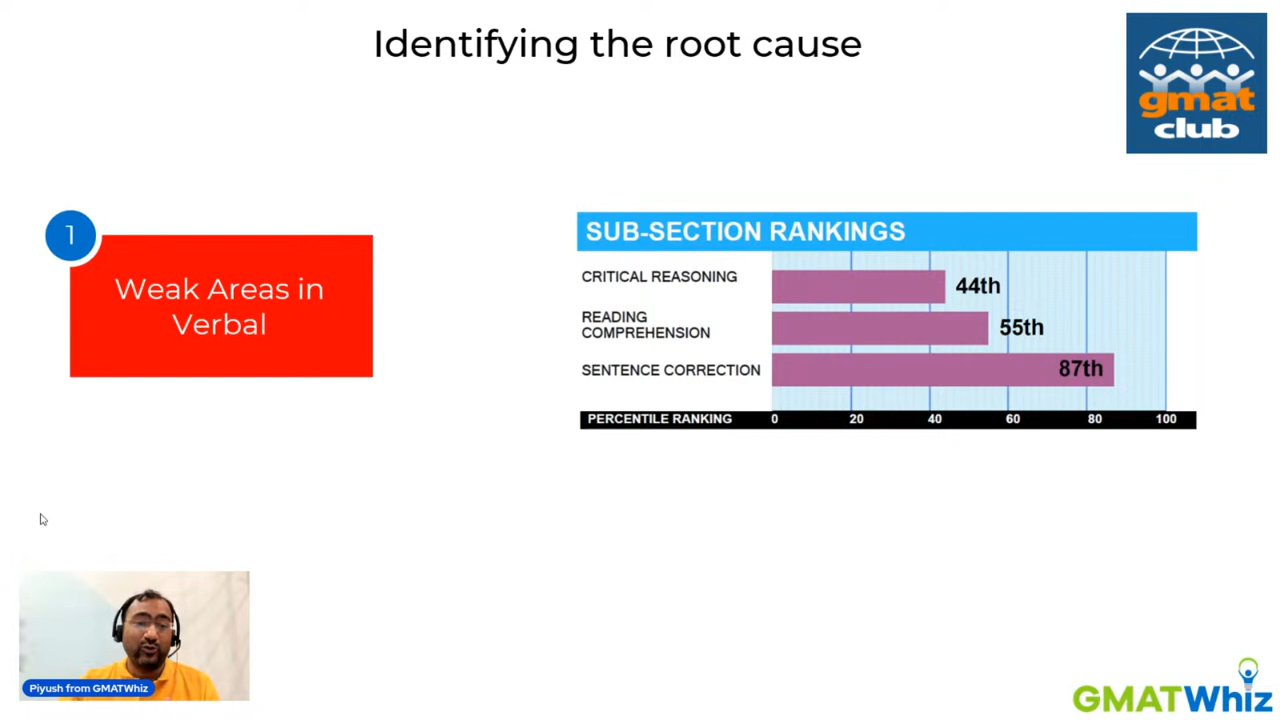 Identifying the root cause
gmat
club
1
Weak Areas in
Verbal
SUB-SECTION RANKINGS
CRITICAL REASONING
44th
READING
COMPREHENSION
55th
SENTENCE CORRECTION
87th
PERCENTILE RANKING 0 20 40 60 80 100
Piyush from GMATWhiz
GMATWhiz